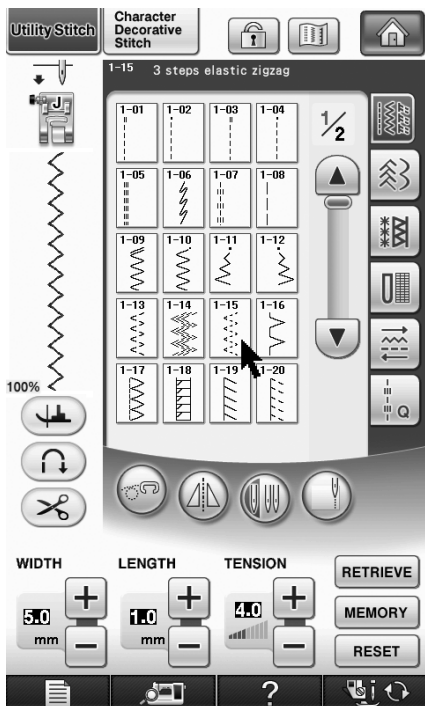 Utility Stitch
Character
Decorative
Stitch
1-15 3 steps elastic zigzag
J
1-01 1-02 1-03 1-04
1/2
1-05 1-06 1-07 1-08
1-09 1-10 1-11 1-12
1-13 1-14 1-15 1-16
1-17 1-18 1-19 1-20
100%
Q
WIDTH LENGTH TENSION
RETRIEVE
5.0 1.0 4.0
MEMORY
mm mm
RESET
?